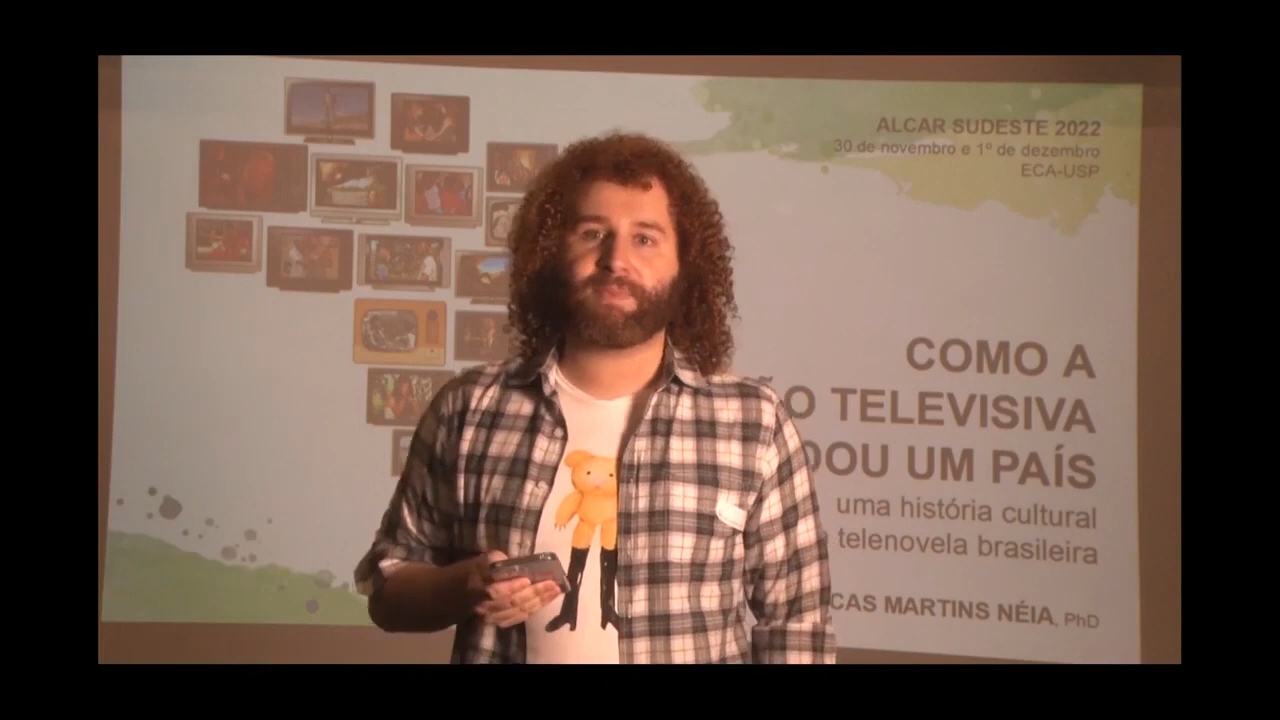 ALCAR SUDESTE 2022
30 de novembro e 1º de dezembro
ECA-USP
COMO A
ÃO TELEVISIVA
DOU UM PAÍS
uma história cultural
telenovela brasileira
CAS MARTINS NÉIA, PhD